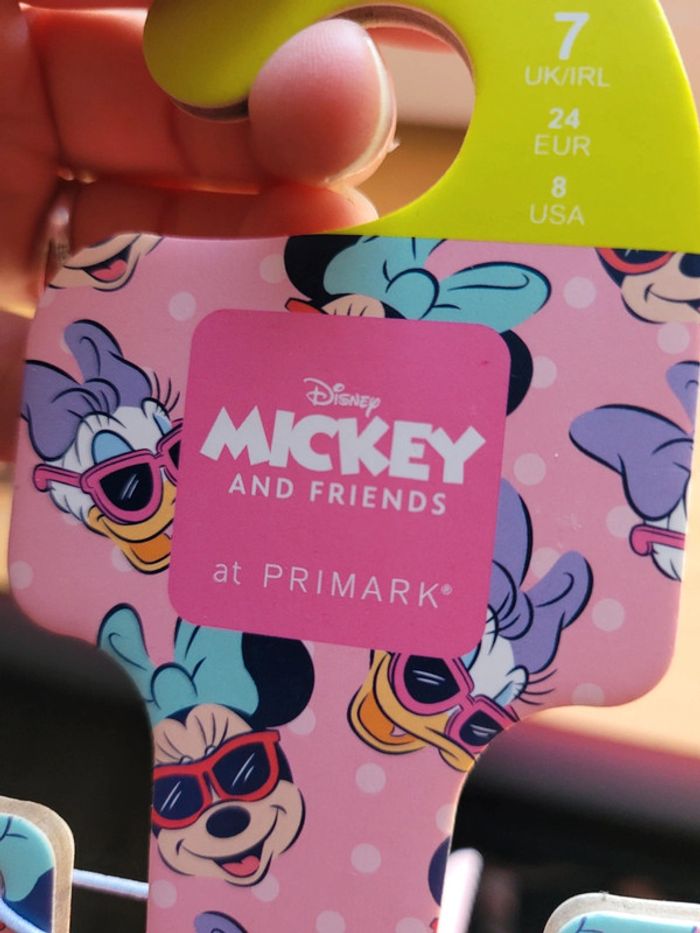 7
UK/IRL
24
EUR
8
USA
Disney
MICKEY
AND FRIENDS
at PRIMARK®